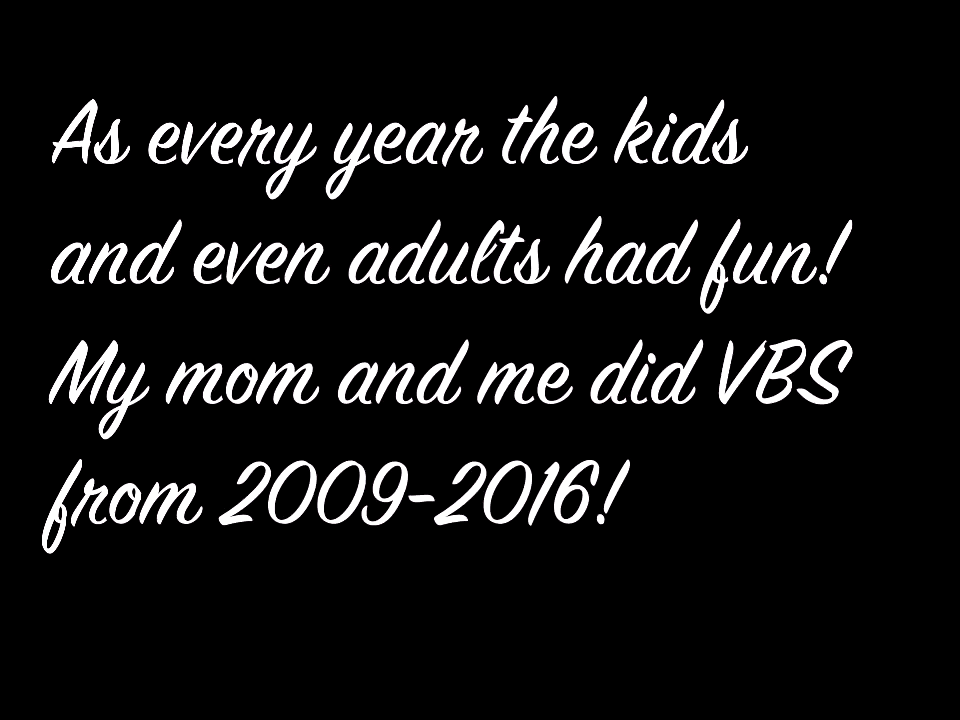 As every year the kids
and even adults had fun!
My mom and me did VBS
from 2009-2016!